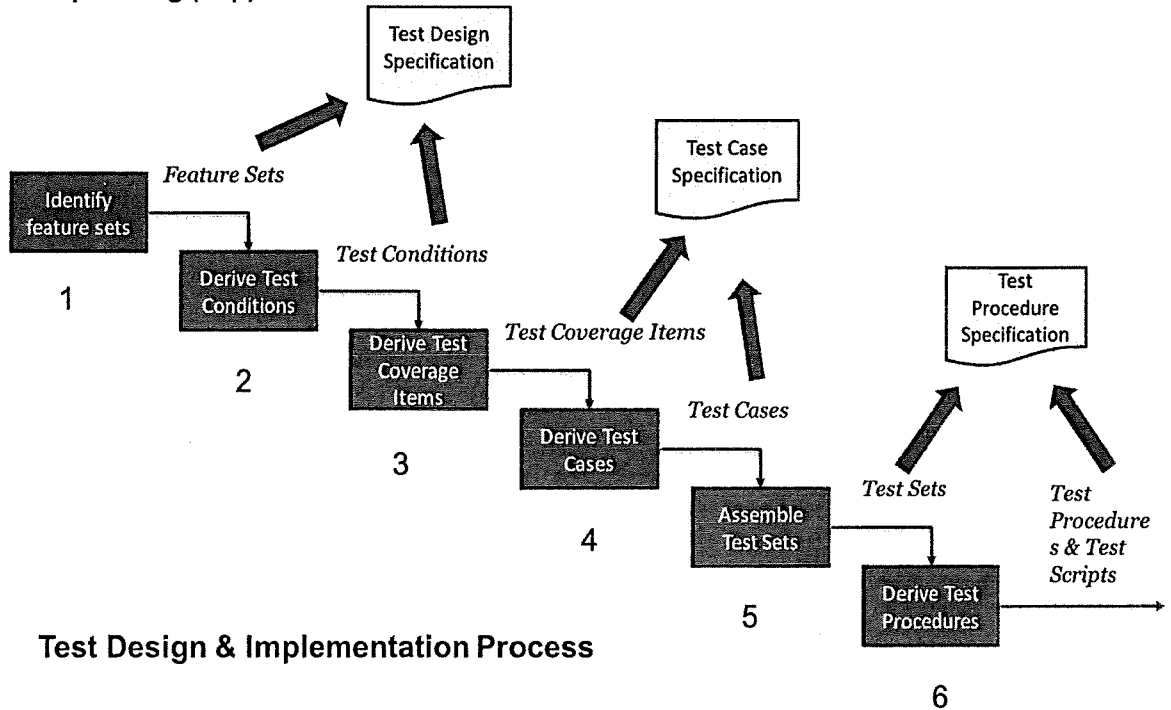 Test Design
Specification
Test Case
Specification
Feature Sets
Identify
feature sets
Test Conditions
Derive Test
Conditions
1
Test
Procedure
Specification
Test Coverage Items
Derive Test
Coverage
Items
2
Test Cases
Derive Test
Cases
3
Test Sets
Test
Procedure
s & Test
Scripts
Assemble
Test Sets
4
Derive Test
Procedures
5
Test Design & Implementation Process
6